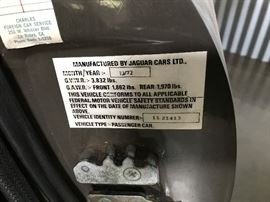 CHARLES
FOREIGN CAR SERVICE
MANUFACTURED BY JAGUAR CARS LTD.
MONTH/YEAR :- 12/72
G.V.W.R :- 3,832 lbs.
G.A.W.R :- FRONT 1,862 lbs. REAR 1,970 lbs.
THIS VEHICLE CONFORMS TO ALL APPLICABLE
FEDERAL MOTOR VEHICLE SAFETY STANDARDS IN
EFFECT ON THE DATE OF MANUFACTURE SHOWN
ABOVE.
VEHICLE IDENTITY NUMBER:-
VEHICLE TYPE:- PASSENGER CAR.